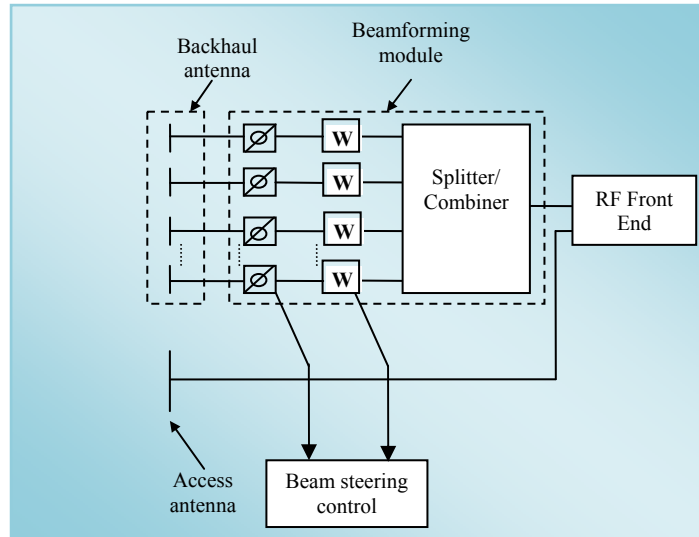 Beamforming
module
Backhaul
antenna
W
W
W
W
Splitter/
Combiner
RF Front
End
Access
antenna
Beam steering
control